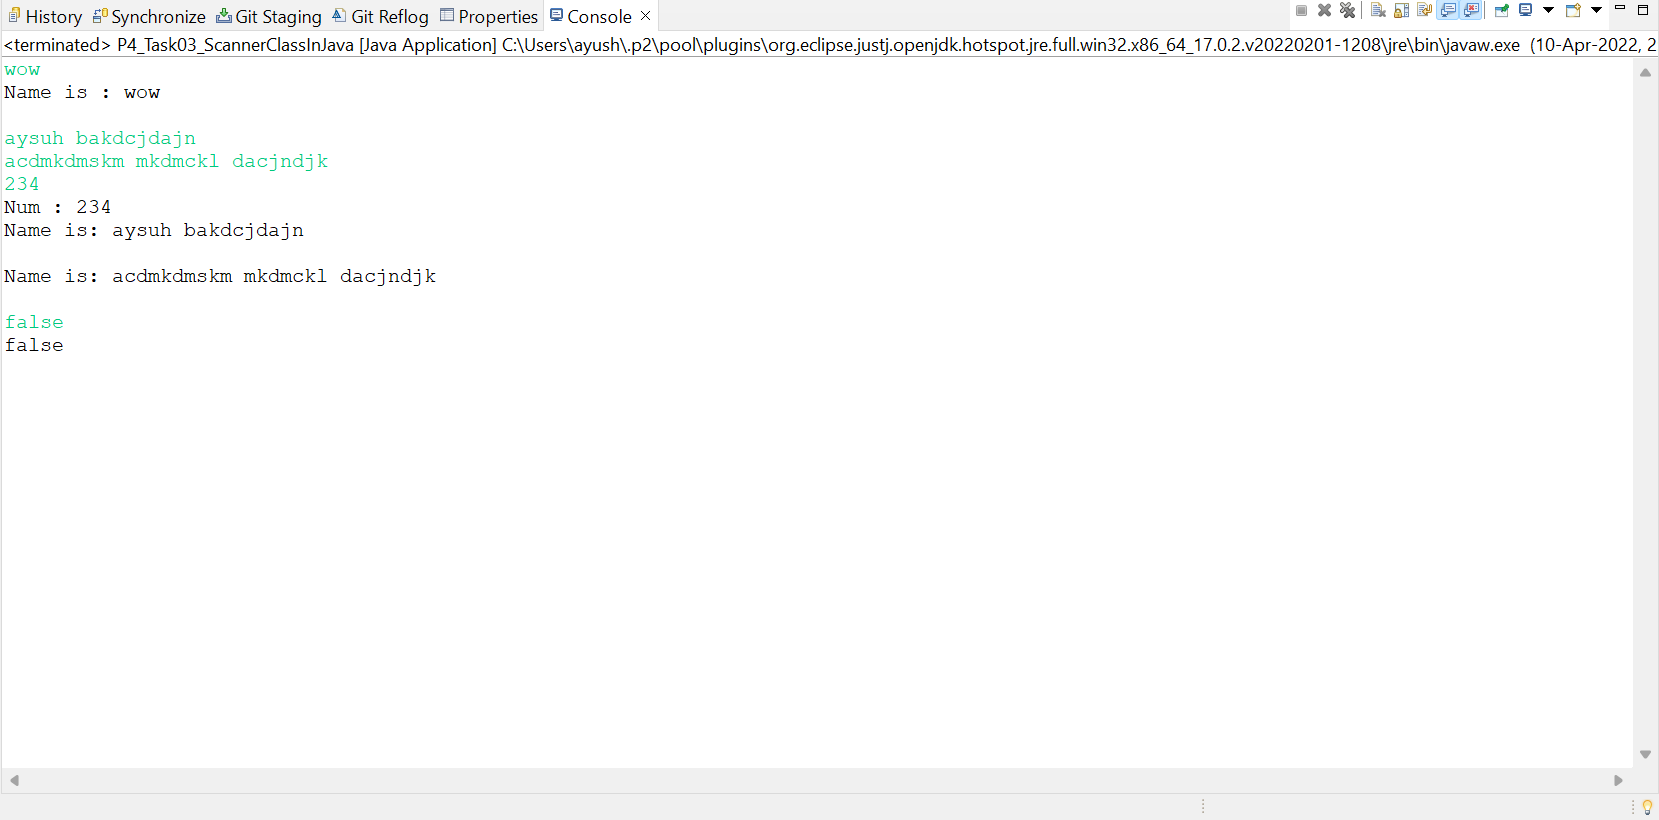 History Synchronize Git Staging Git Reflog Properties Console
<terminated> P4_Task03_ScannerClassInJava [Java Application] C:\Users\ayush\.p2\pool\plugins\org.eclipse.justj.openjdk.hotspot.jre.full.win32.x86_64_17.0.2.v20220201-1208\jre\bin\javaw.exe (10-Apr-2022, 2
wow
Name is : wow
aysuh bakdcjdajn
acdmkdmskm mkdmckl dacjndjk
234
Num : 234
Name is: aysuh bakdcjdajn
Name is: acdmkdmskm mkdmckl dacjndjk
false
false